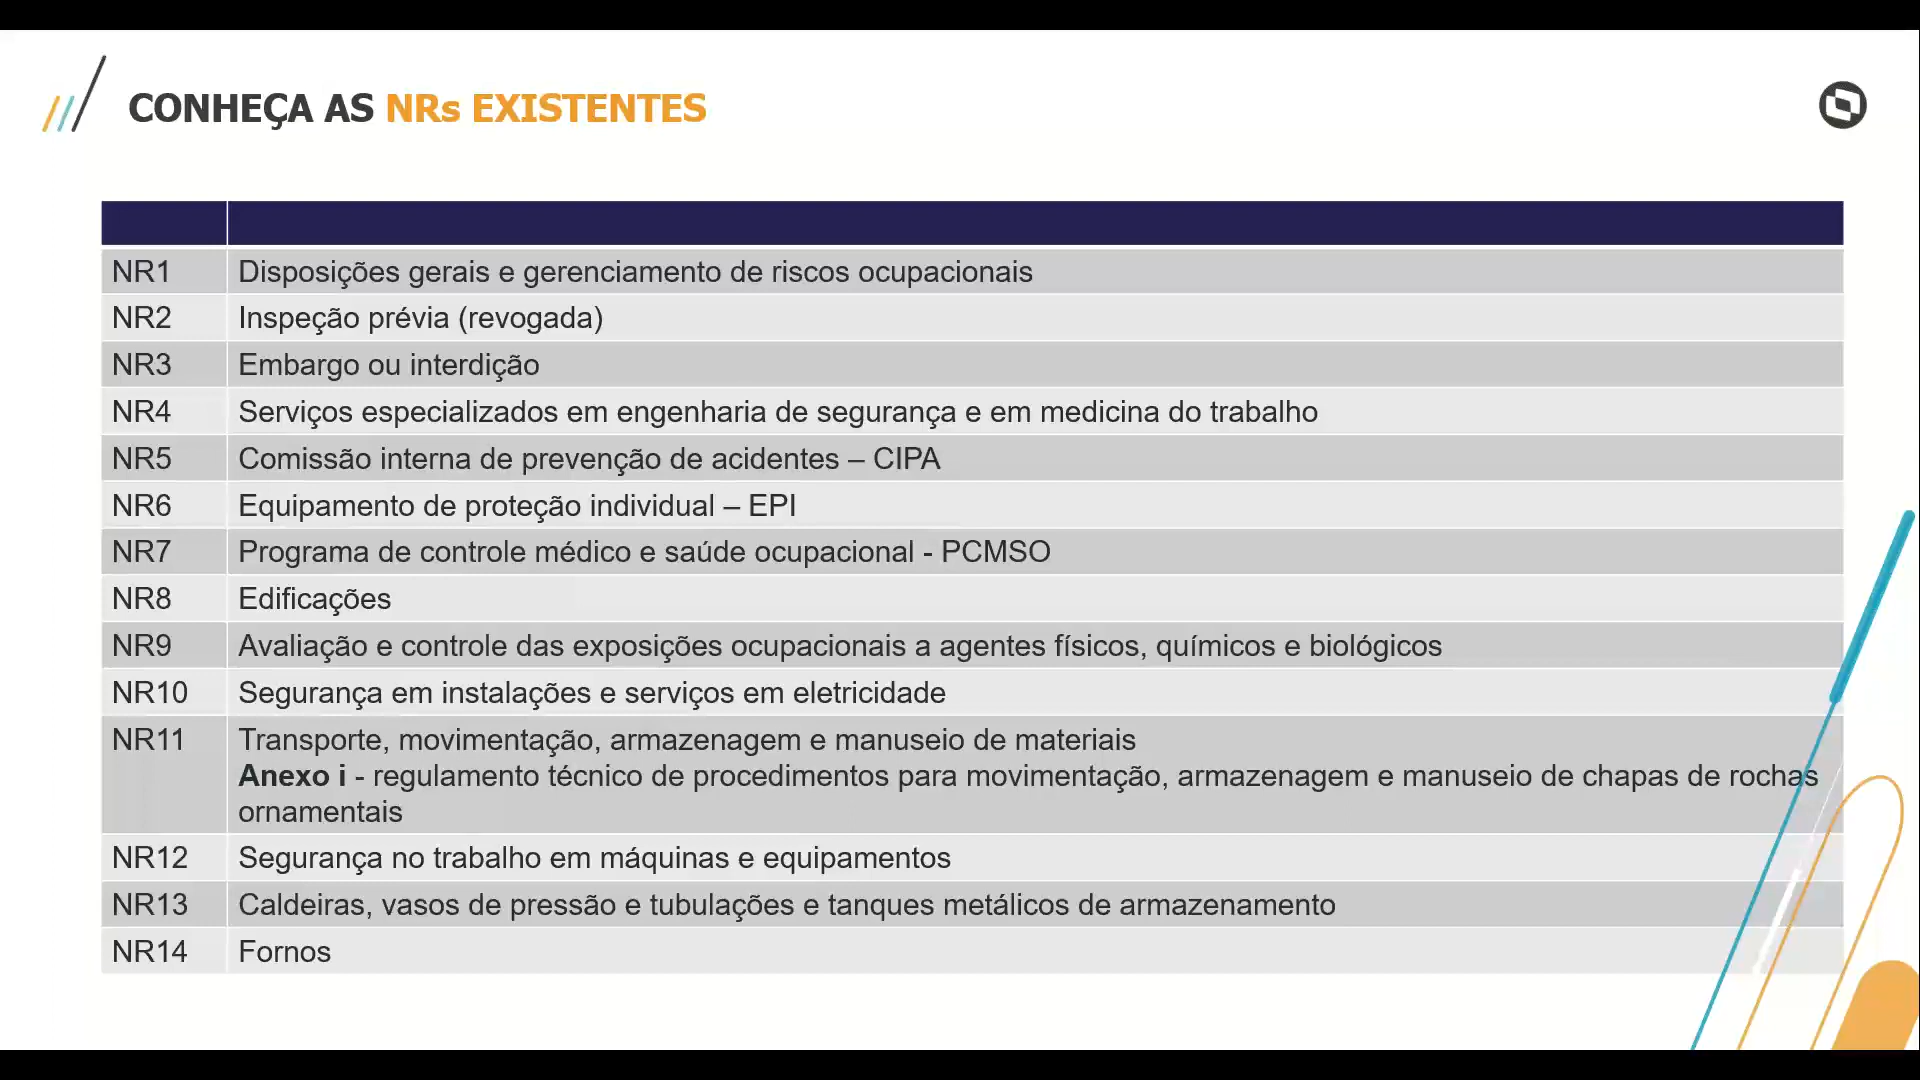 CONHEÇA AS NRs EXISTENTES
NR1 Disposições gerais e gerenciamento de riscos ocupacionais
NR2 Inspeção prévia (revogada)
NR3 Embargo ou interdição
NR4 Serviços especializados em engenharia de segurança e em medicina do trabalho
NR5 Comissão interna de prevenção de acidentes – CIPA
NR6 Equipamento de proteção individual – EPI
NR7 Programa de controle médico e saúde ocupacional - PCMSO
NR8 Edificações
NR9 Avaliação e controle das exposições ocupacionais a agentes físicos, químicos e biológicos
NR10 Segurança em instalações e serviços em eletricidade
NR11 Transporte, movimentação, armazenagem e manuseio de materiais
Anexo i - regulamento técnico de procedimentos para movimentação, armazenagem e manuseio de chapas de rochas
ornamentais
NR12 Segurança no trabalho em máquinas e equipamentos
NR13 Caldeiras, vasos de pressão e tubulações e tanques metálicos de armazenamento
NR14 Fornos